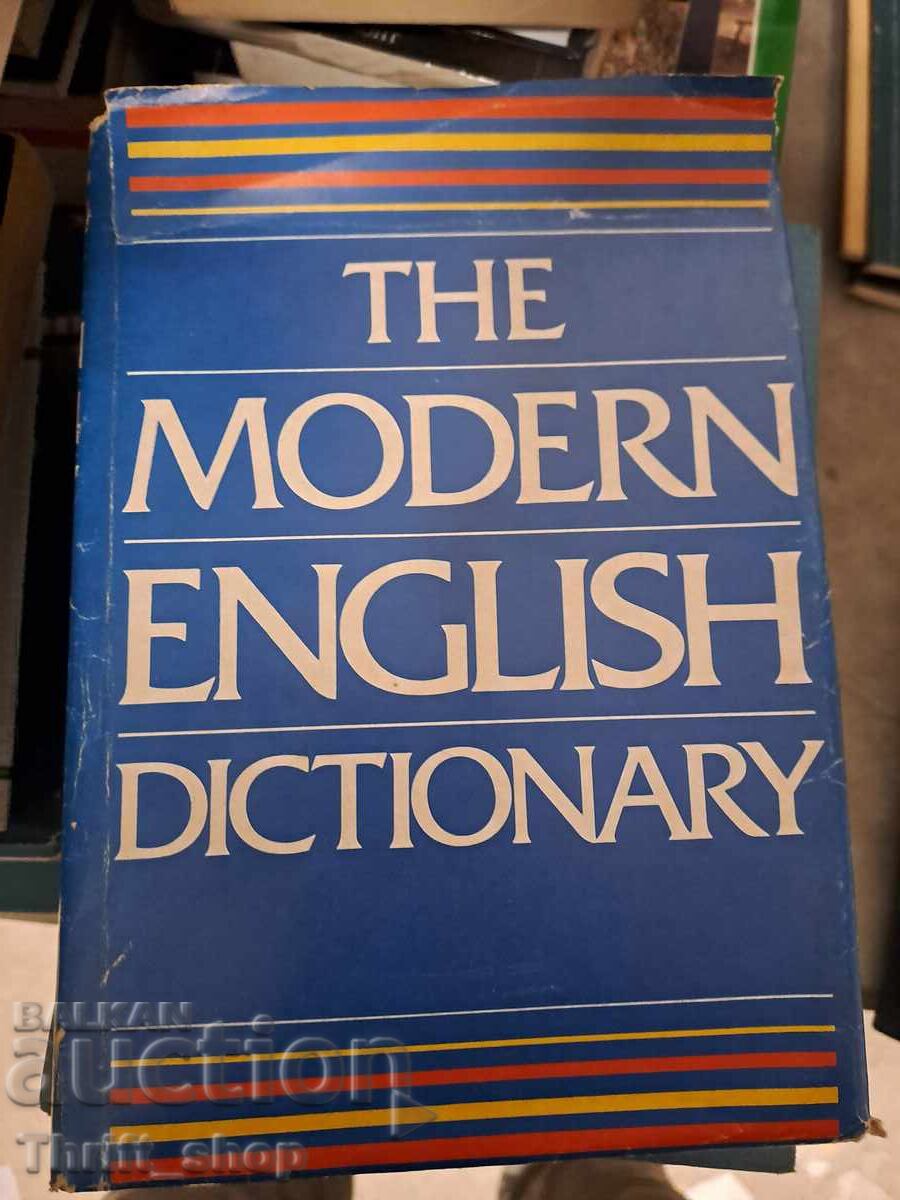 THE
MODERN
ENGLISH
DICTIONARY
BALKAN
auction
Thrift_shop